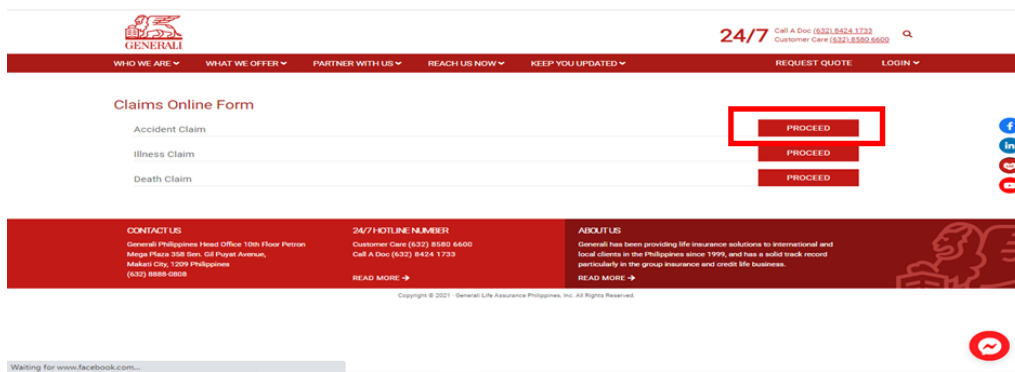 GENERALI
24/7
Call A Doc (632) 8424 1733
Customer Care (632) 8580 6600
WHO WE ARE
WHAT WE OFFER
PARTNER WITH US
REACH US NOW
KEEP YOU UPDATED
REQUEST QUOTE
LOGIN
Claims Online Form
Accident Claim
PROCEED
Illness Claim
PROCEED
Death Claim
PROCEED
CONTACT US
Generali Philippines Head Office 10th Floor Petron
Mega Plaza 358 Sen. Gil Puyat Avenue,
Makati City, 1209 Philippines
(632) 8888-0808
24/7 HOTLINE NUMBER
Customer Care (632) 8580 6600
Call A Doc (632) 8424 1733
READ MORE →
ABOUT US
Generali has been providing life insurance solutions to international and
local clients in the Philippines since 1999, and has a solid track record
particularly in the group insurance and credit life business.
READ MORE →
Copyright © 2021 · Generali Life Assurance Philippines, Inc. All Rights Reserved.
Waiting for www.facebook.com...